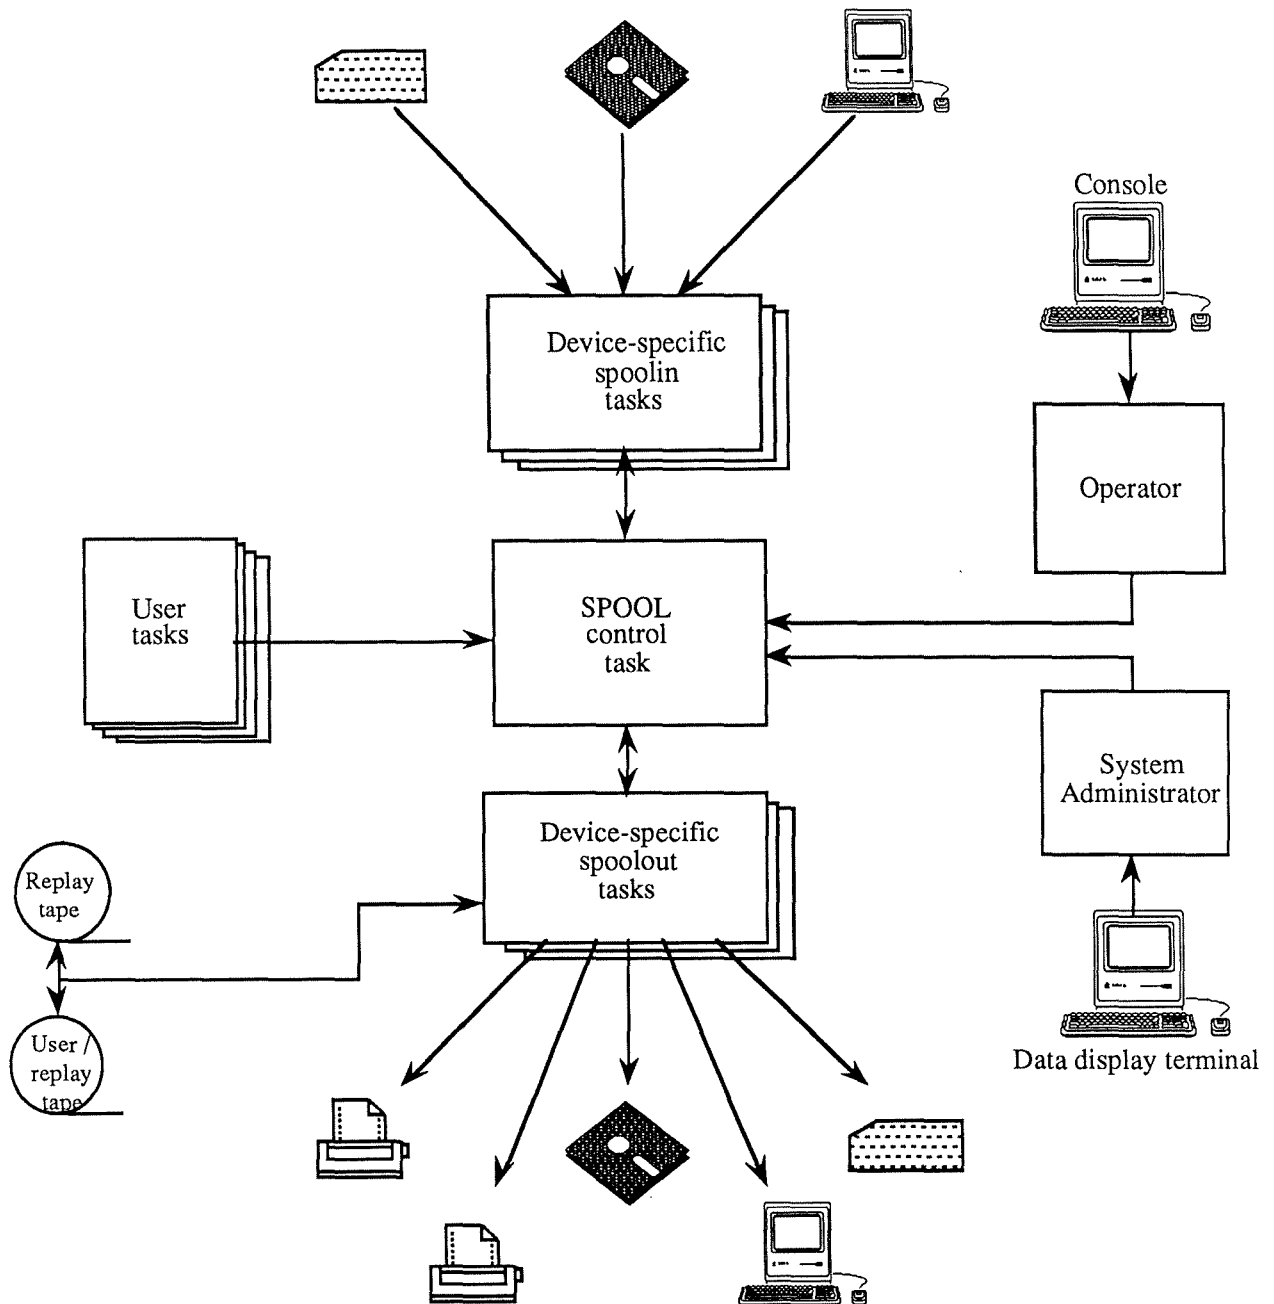 Console
Device-specific
spoolin
tasks
Operator
User
tasks
SPOOL
control
task
System
Administrator
Device-specific
spoolout
tasks
Replay
tape
User /
replay
tape
Data display terminal